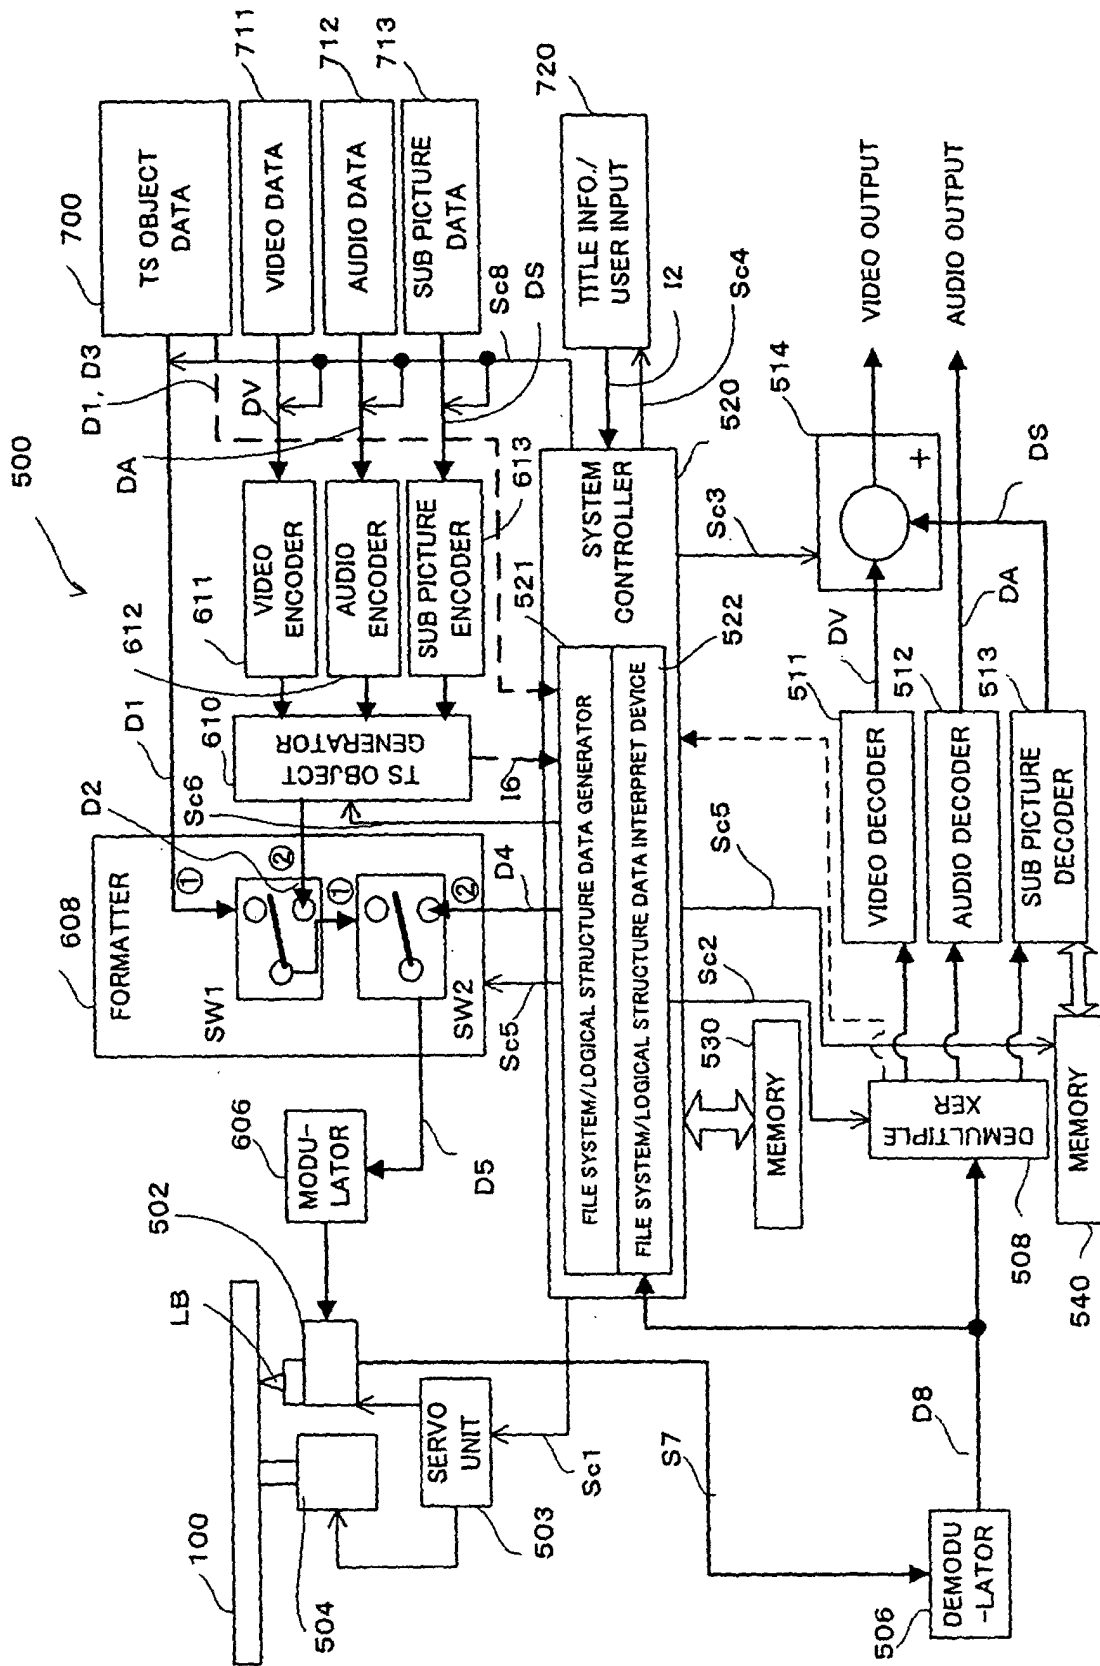 500
100
LB
502
606
MODU-
LATOR
608
FORMATTER
SW1
SW2
①
②
①
②
D1
D2
Sc6
610
TS OBJECT
GENERATOR
612
611
VIDEO
ENCODER
AUDIO
ENCODER
SUB PICTURE
ENCODER
613
DA
DV
D1, D3
700
TS OBJECT
DATA
711
VIDEO DATA
712
AUDIO DATA
713
SUB PICTURE
DATA
Sc8
DS
504
SERVO
UNIT
503
Sc1
D5
Sc5
D4
I6
521
FILE SYSTEM/LOGICAL STRUCTURE DATA GENERATOR
FILE SYSTEM/LOGICAL STRUCTURE DATA INTERPRET DEVICE
522
SYSTEM
CONTROLLER
520
720
TITLE INFO./
USER INPUT
I2
Sc4
S7
530
MEMORY
Sc2
Sc5
Sc3
514
+
VIDEO OUTPUT
AUDIO OUTPUT
506
DEMODU
-LATOR
D8
508
DEMULTIPLE
XER
511
VIDEO DECODER
512
AUDIO DECODER
513
SUB PICTURE
DECODER
DV
DA
DS
540
MEMORY